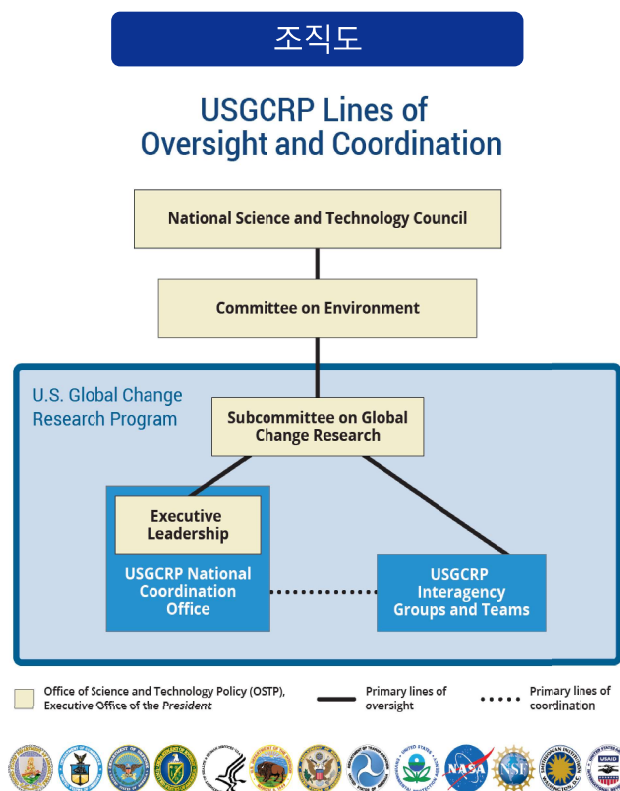 조직도
USGCRP Lines of
Oversight and Coordination
National Science and Technology Council
Committee on Environment
U.S. Global Change
Research Program
Subcommittee on Global
Change Research
Executive
Leadership
USGCRP National
Coordination
Office
USGCRP
Interagency
Groups and Teams
Office of Science and Technology Policy (OSTP),
Executive Office of the President
Primary lines of
oversight
Primary lines of
coordination
NASA
NSF
USAID